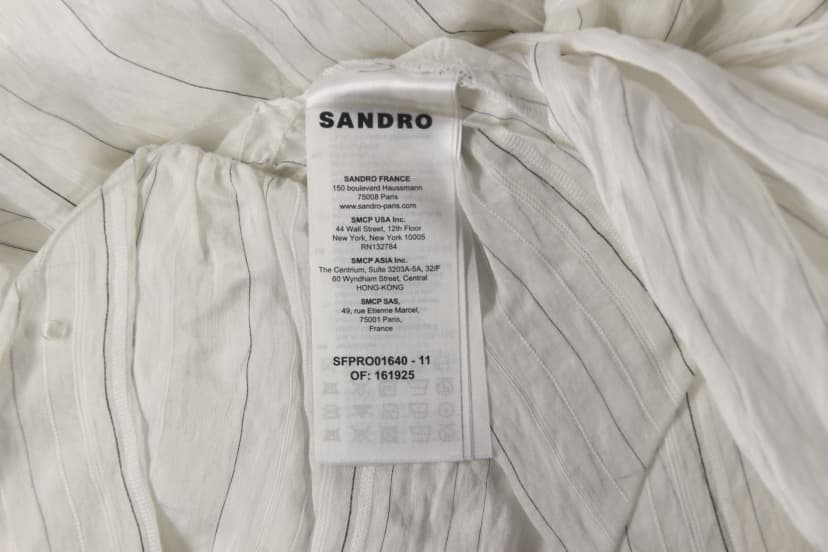 SANDRO
SANDRO FRANCE
150 boulevard Haussmann
75008 Paris
www.sandro-paris.com
SMCP USA Inc.
44 Wall Street, 12th Floor
New York, New York 10005
RN132784
SMCP ASIA Inc.
The Centrium, Suite 3203A-5A, 32/F
60 Wyndham Street, Central
HONG-KONG
SMCP SAS,
49, rue Etienne Marcel,
75001 Paris,
France
SFPRO01640 - 11
OF: 161925